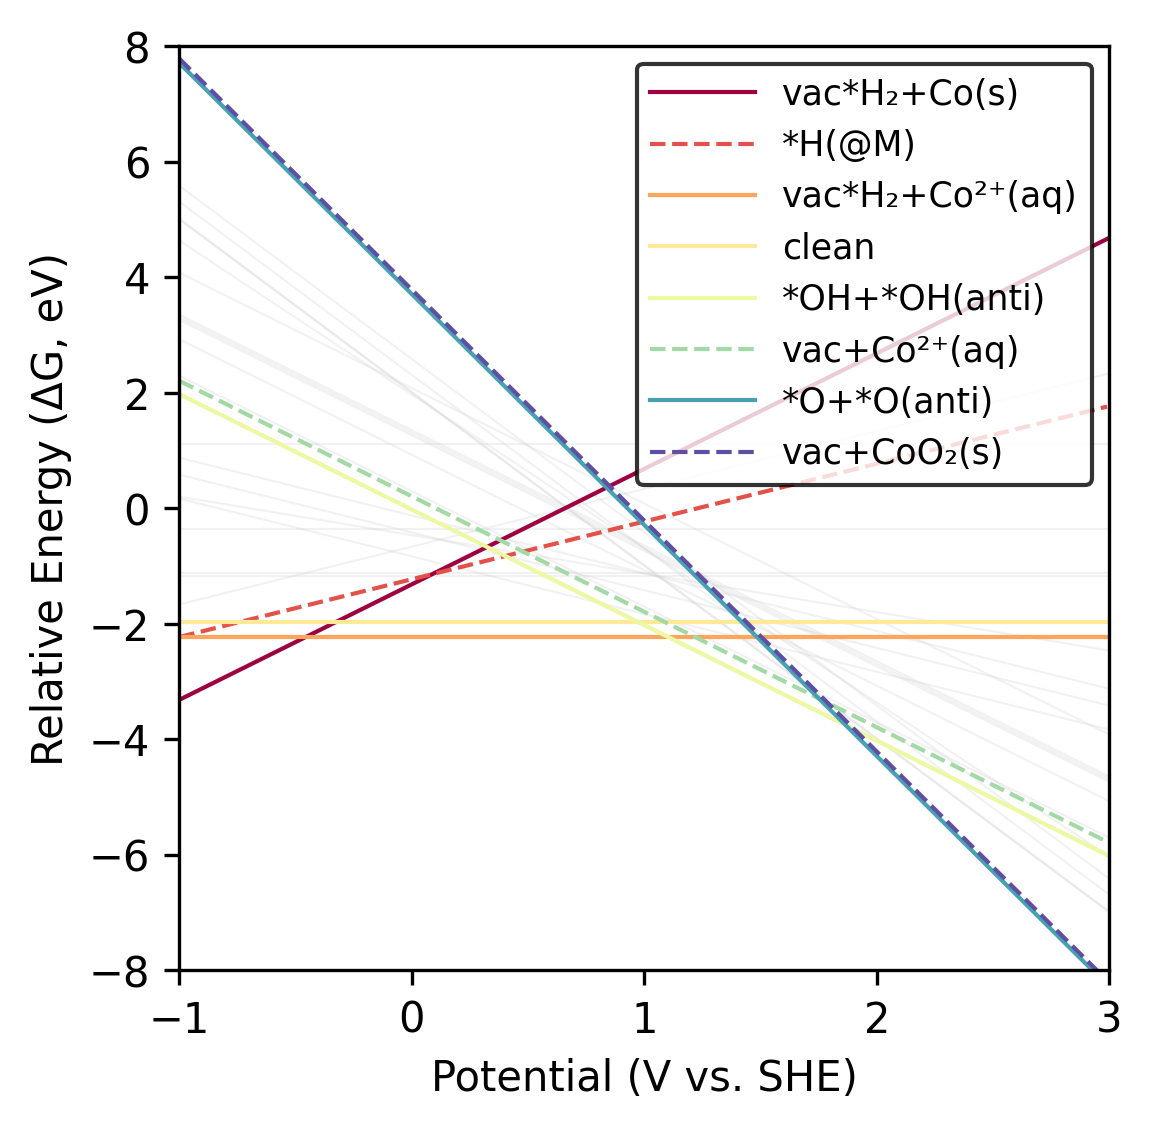 8
6
4
2
0
−2
−4
−6
−8
Relative Energy (ΔG, eV)
vac*H₂+Co(s)
*H(@M)
vac*H₂+Co²⁺(aq)
clean
*OH+*OH(anti)
vac+Co²⁺(aq)
*O+*O(anti)
vac+CoO₂(s)
−1 0 1 2 3
Potential (V vs. SHE)